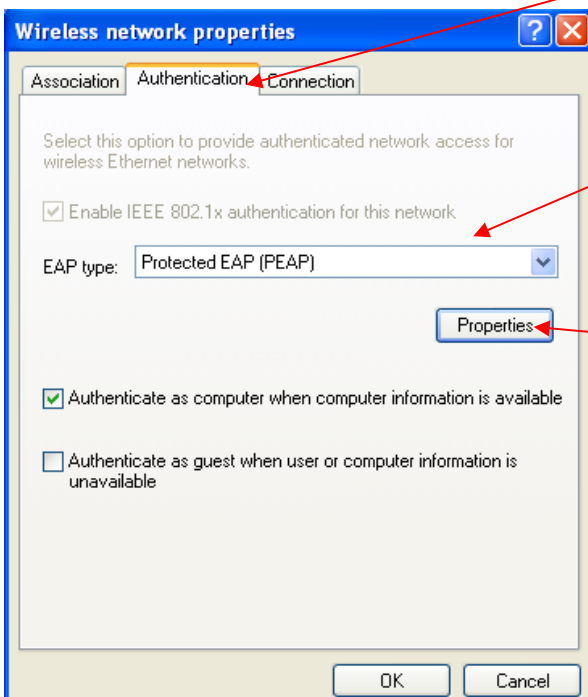 Wireless network properties
Association Authentication Connection
Select this option to provide authenticated network access for
wireless Ethernet networks.
Enable IEEE 802.1x authentication for this network
EAP type: Protected EAP (PEAP)
Properties
Authenticate as computer when computer information is available
Authenticate as guest when user or computer information is
unavailable
OK Cancel